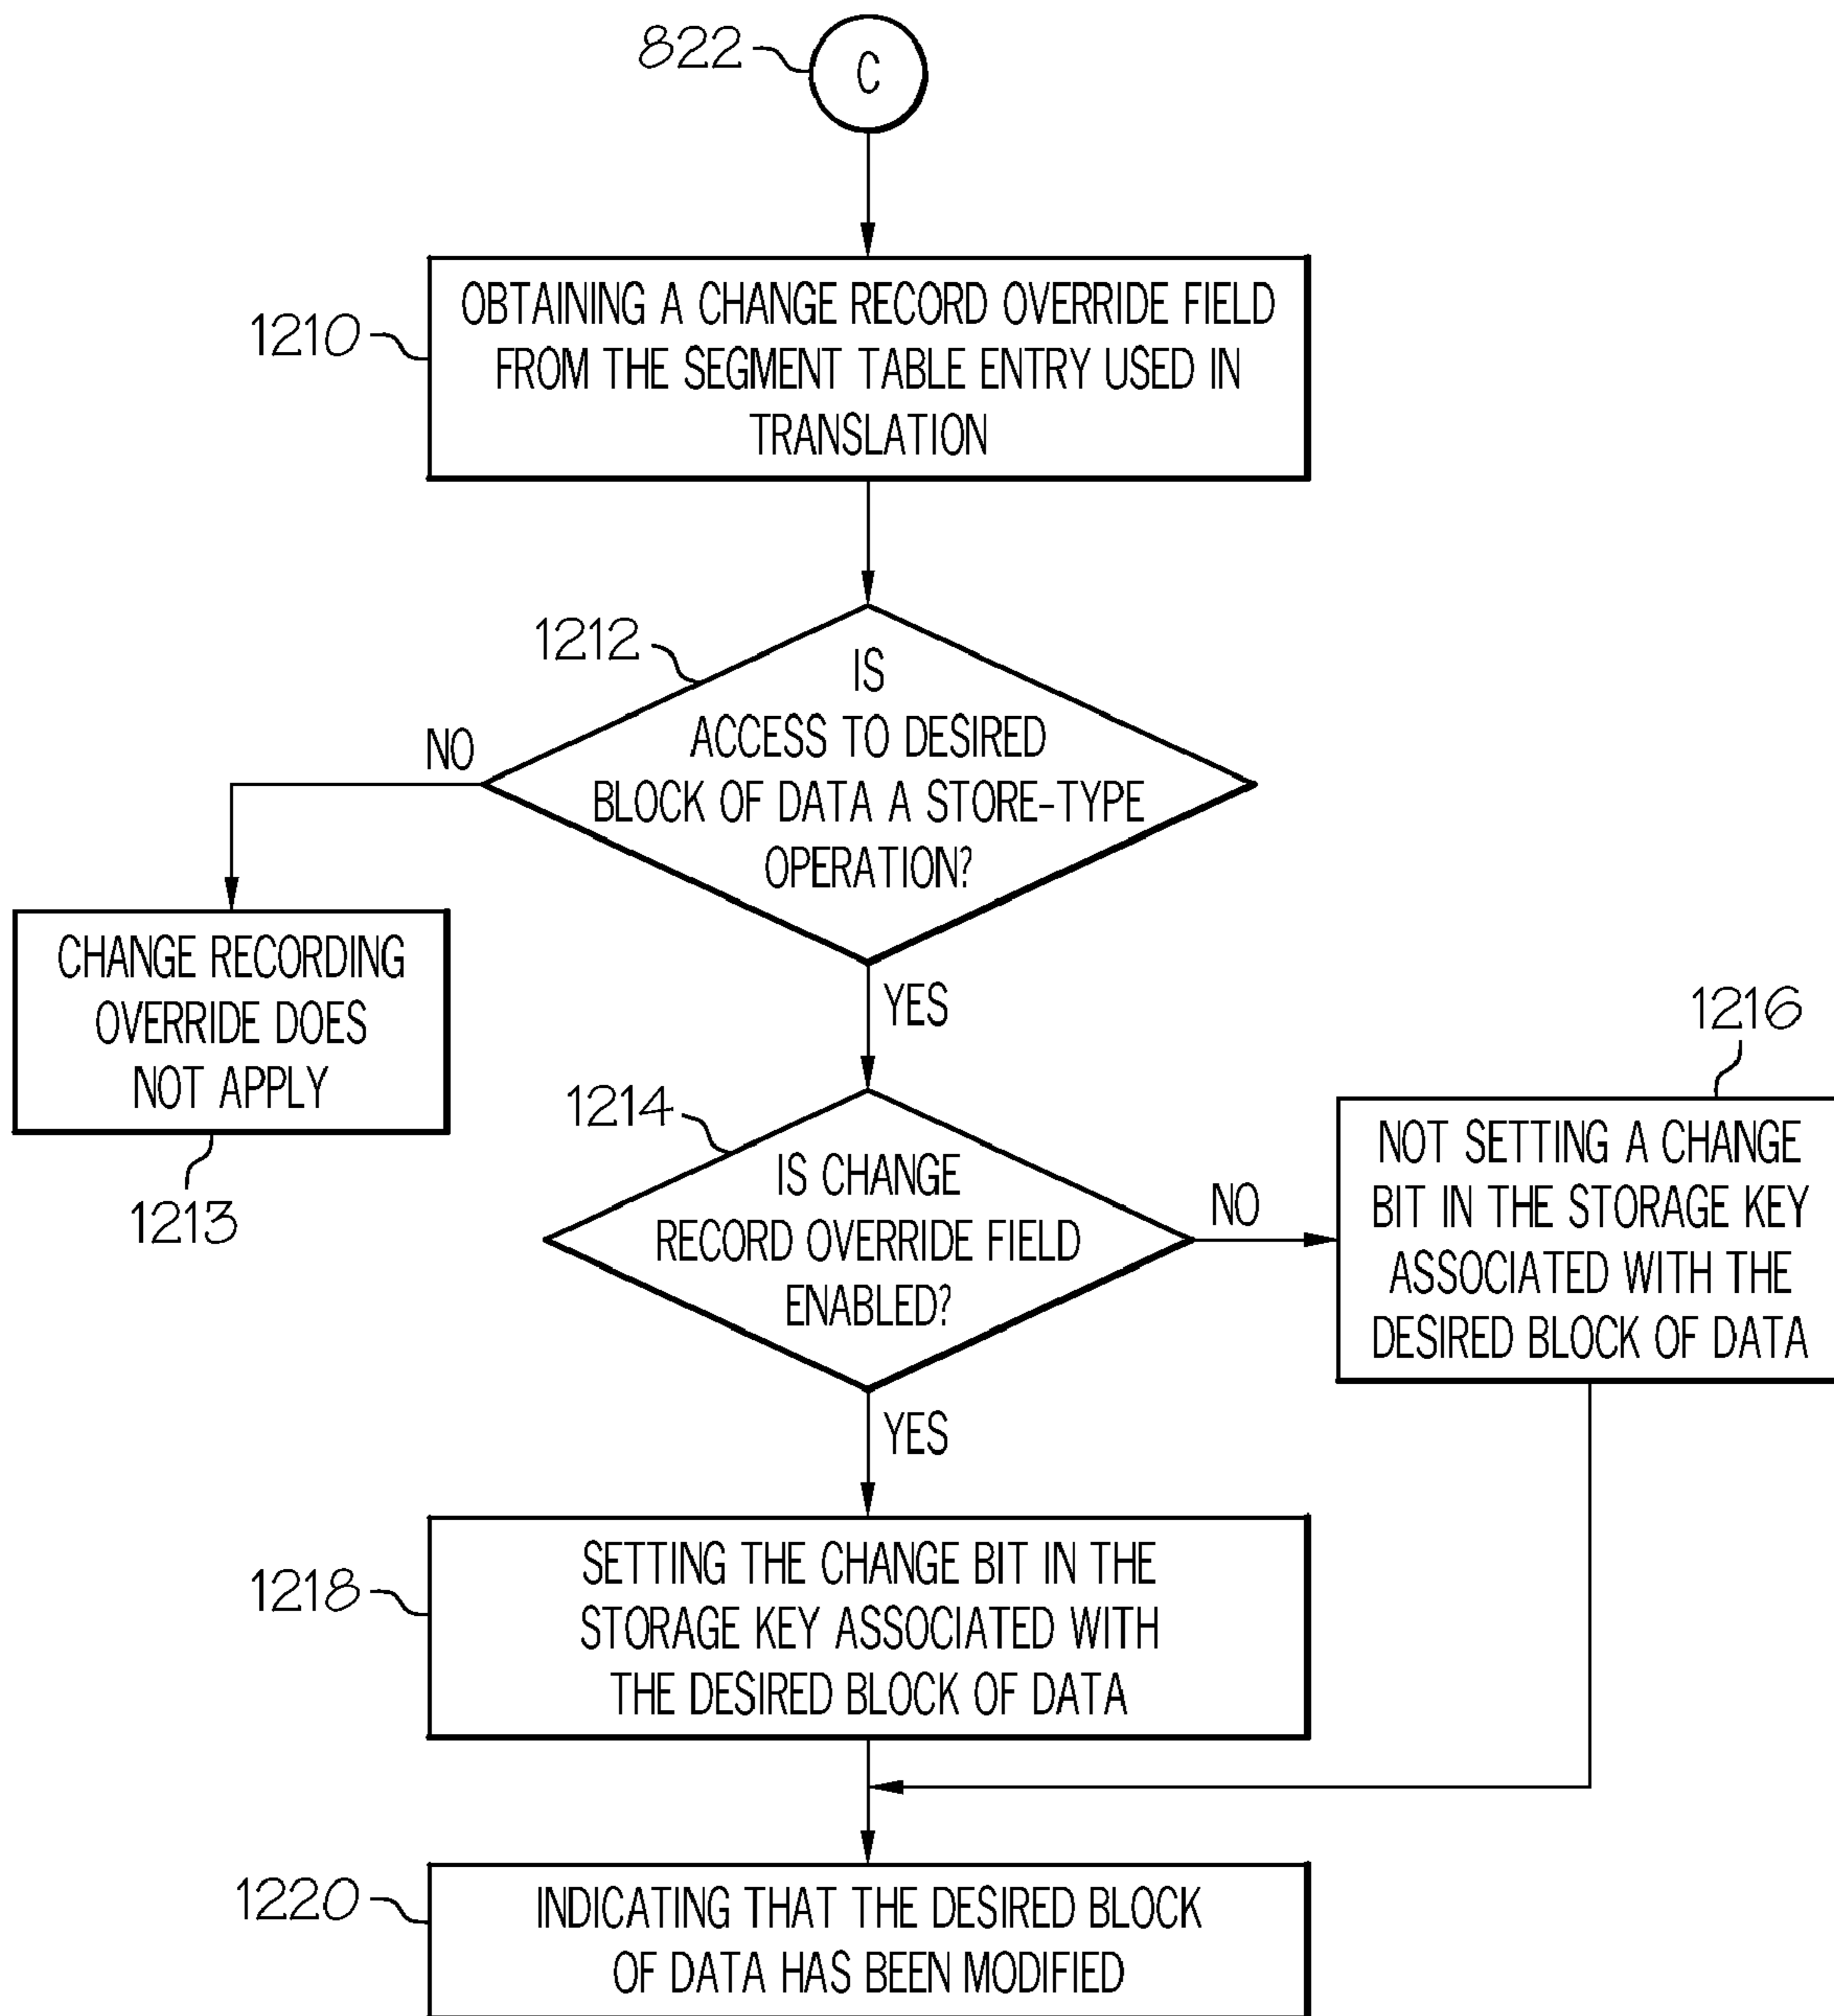 822
C
1210
OBTAINING A CHANGE RECORD OVERRIDE FIELD
FROM THE SEGMENT TABLE ENTRY USED IN
TRANSLATION
1212
IS
ACCESS TO DESIRED
BLOCK OF DATA A STORE-TYPE
OPERATION?
NO
CHANGE RECORDING
OVERRIDE DOES
NOT APPLY
1213
YES
1214
IS CHANGE
RECORD OVERRIDE FIELD
ENABLED?
NO
1216
NOT SETTING A CHANGE
BIT IN THE STORAGE KEY
ASSOCIATED WITH THE
DESIRED BLOCK OF DATA
YES
1218
SETTING THE CHANGE BIT IN THE
STORAGE KEY ASSOCIATED WITH
THE DESIRED BLOCK OF DATA
1220
INDICATING THAT THE DESIRED BLOCK
OF DATA HAS BEEN MODIFIED